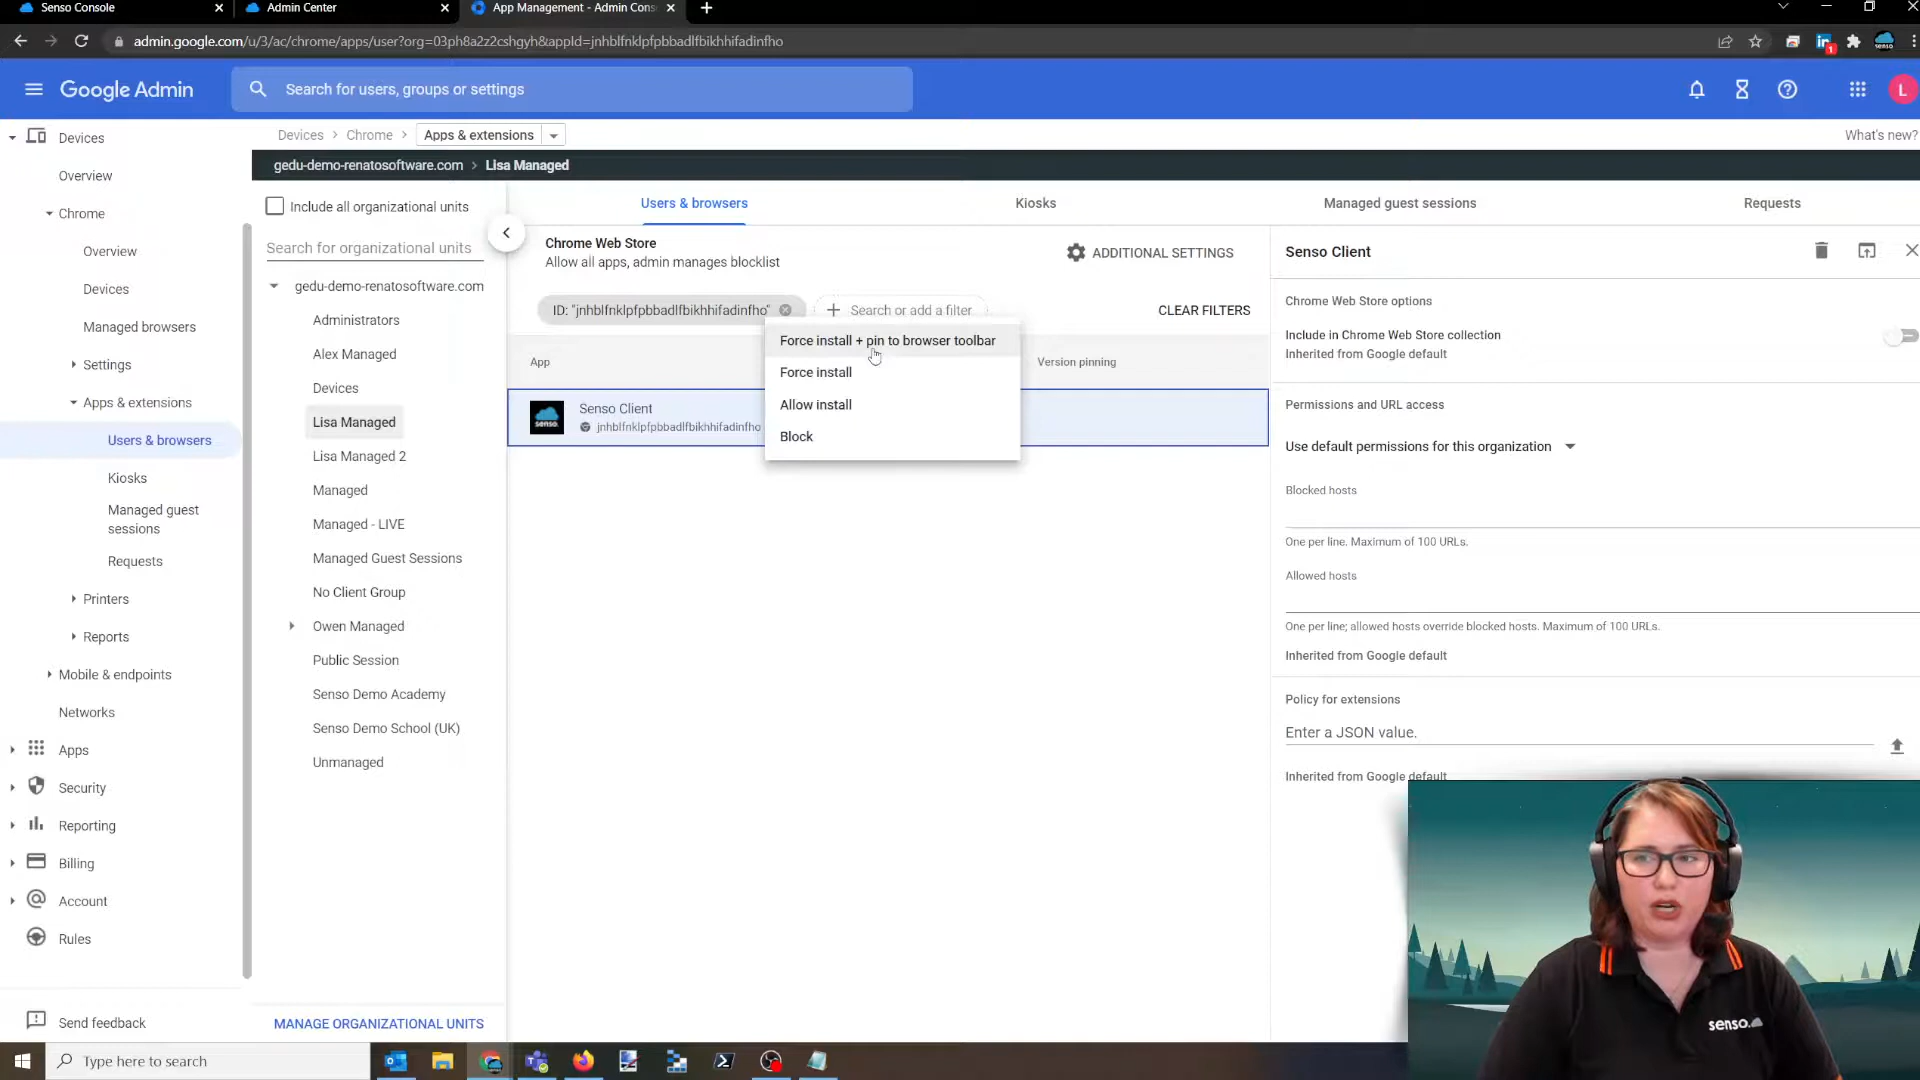 Senso Console
Admin Center
App Management - Admin Cons
admin.google.com/u/3/ac/chrome/apps/user?org=03ph8a2z2cshgyh&appId=jnhblfnklpfpbbadlfbikhhifadinfho
Google Admin
Search for users, groups or settings
L
Devices
Overview
Chrome
Overview
Devices
Managed browsers
Settings
Apps & extensions
Users & browsers
Kiosks
Managed guest
sessions
Requests
Printers
Reports
Mobile & endpoints
Networks
Apps
Security
Reporting
Billing
Account
Rules
Send feedback
Devices > Chrome > Apps & extensions
What's new?
gedu-demo-renatosoftware.com > Lisa Managed
Include all organizational units
Search for organizational units
gedu-demo-renatosoftware.com
Administrators
Alex Managed
Devices
Lisa Managed
Lisa Managed 2
Managed
Managed - LIVE
Managed Guest Sessions
No Client Group
Owen Managed
Public Session
Senso Demo Academy
Senso Demo School (UK)
Unmanaged
MANAGE ORGANIZATIONAL UNITS
Users & browsers
Kiosks
Managed guest sessions
Requests
Chrome Web Store
Allow all apps, admin manages blocklist
ADDITIONAL SETTINGS
ID: "jnhblfnklpfpbbadlfbikhhifadinfho"
Search or add a filter
CLEAR FILTERS
App
Version pinning
senso.
Senso Client
jnhblfnklpfpbbadlfbikhhifadinfho
Force install + pin to browser toolbar
Force install
Allow install
Block
Senso Client
Chrome Web Store options
Include in Chrome Web Store collection
Inherited from Google default
Permissions and URL access
Use default permissions for this organization
Blocked hosts
One per line. Maximum of 100 URLs.
Allowed hosts
One per line; allowed hosts override blocked hosts. Maximum of 100 URLs.
Inherited from Google default
Policy for extensions
Enter a JSON value.
Inherited from Google default
senso.
Type here to search